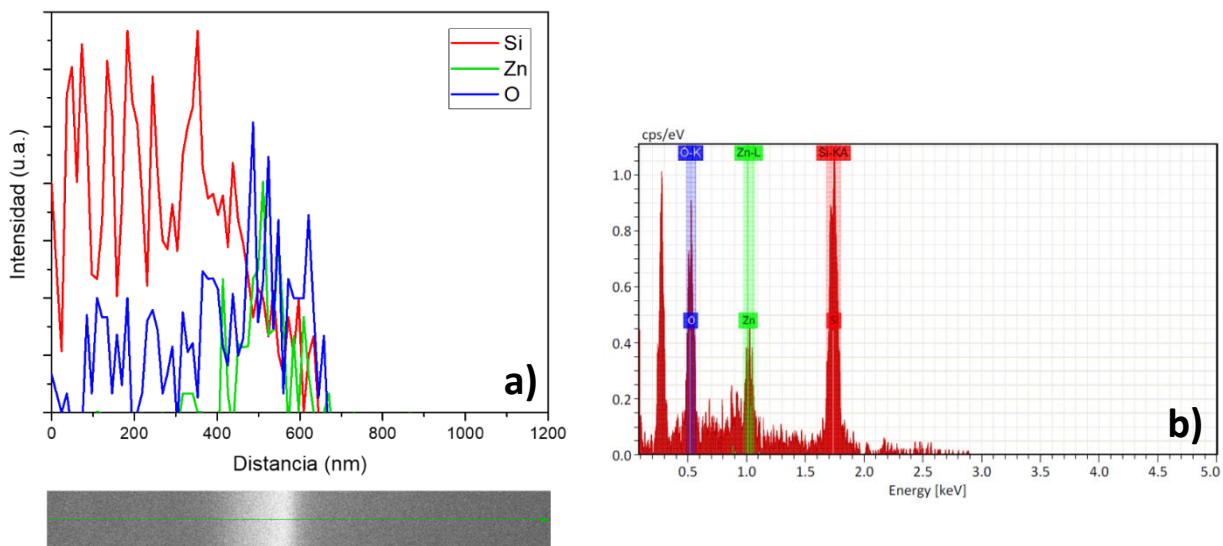 Intensidad (u.a.)
Si
Zn
O
a)
0 200 400 600 800 1000 1200
Distancia (nm)
cps/eV
O-K Zn-L Si-KA
1.0
0.8
0.6
0.4
0.2
0.0
O Zn Si
b)
0.5 1.0 1.5 2.0 2.5 3.0 3.5 4.0 4.5 5.0
Energy [keV]